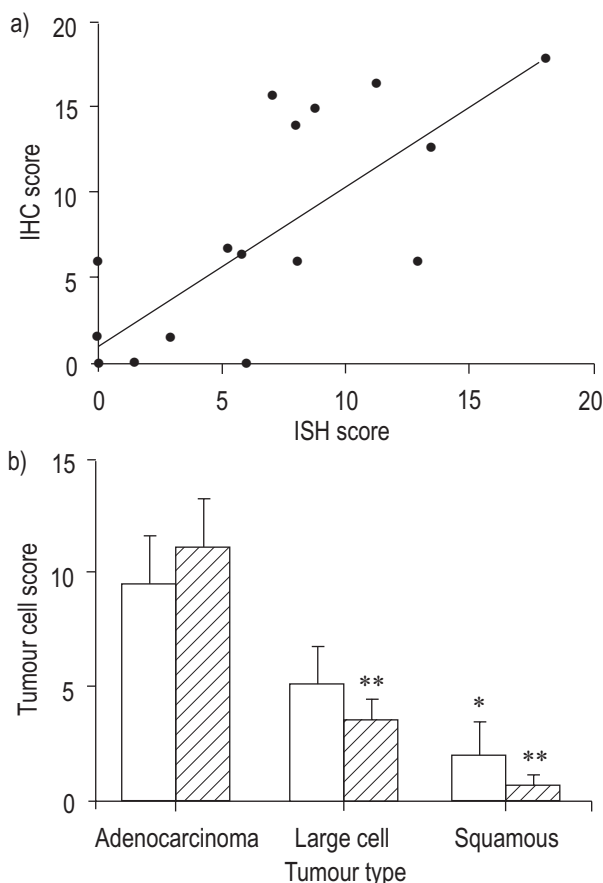 a)
20
15
10
5
0
IHC score
0 5 10 15 20
ISH score
b)
15
10
5
0
Tumour cell score
**
*
**
Adenocarcinoma Large cell Squamous
Tumour type